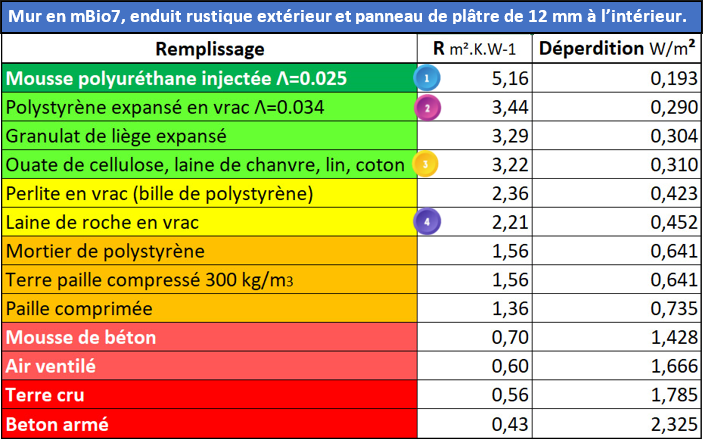 Mur en mBio7, enduit rustique extérieur et panneau de plâtre de 12 mm à l’intérieur.
Remplissage R m².K.W-1 Déperdition W/m²
Mousse polyuréthane injectée Λ=0.025 1 5,16 0,193
Polystyrène expansé en vrac Λ=0.034 2 3,44 0,290
Granulat de liège expansé 3,29 0,304
Ouate de cellulose, laine de chanvre, lin, coton 3 3,22 0,310
Perlite en vrac (bille de polystyrène) 2,36 0,423
Laine de roche en vrac 4 2,21 0,452
Mortier de polystyrène 1,56 0,641
Terre paille compressé 300 kg/m3 1,56 0,641
Paille comprimée 1,36 0,735
Mousse de béton 0,70 1,428
Air ventilé 0,60 1,666
Terre cru 0,56 1,785
Beton armé 0,43 2,325